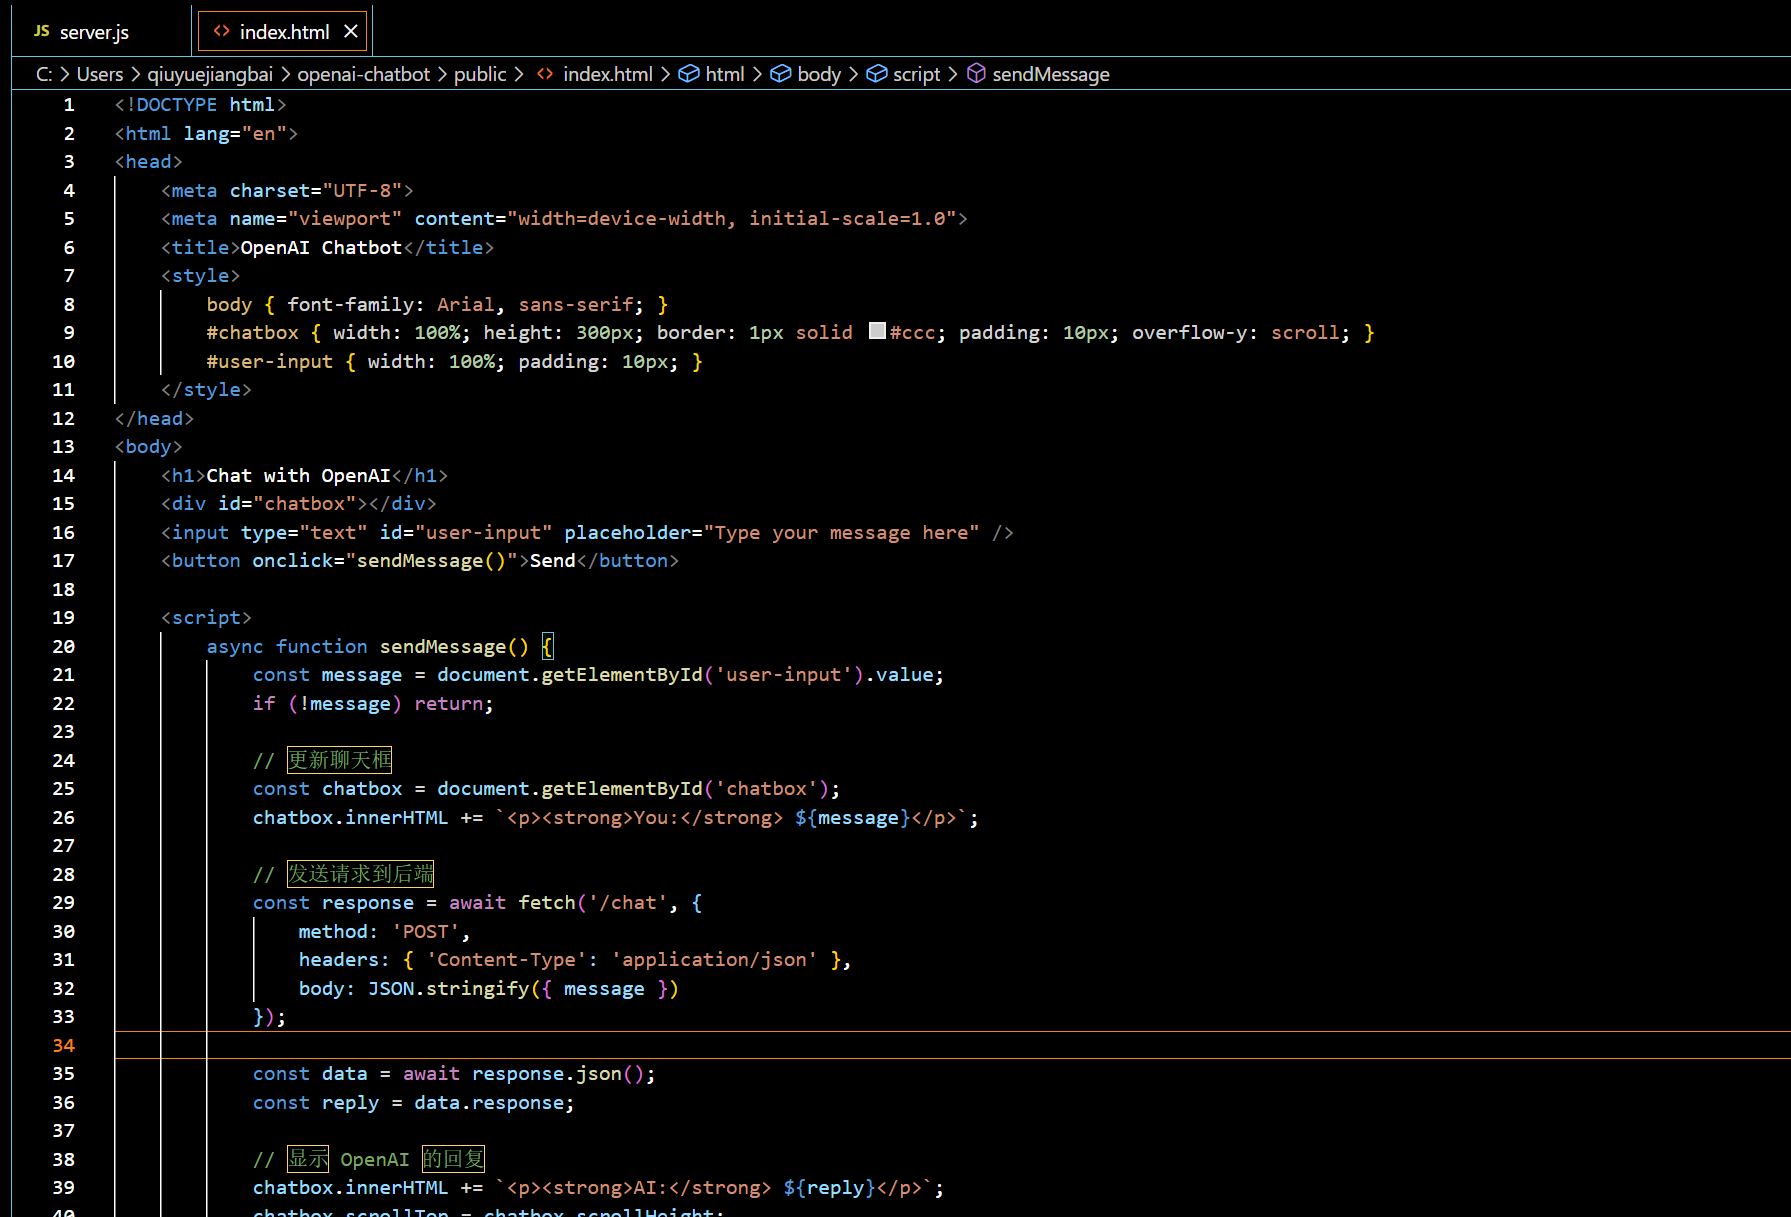 JS server.js <> index.html ×
C: > Users > qiuyuejiangbai > openai-chatbot > public > <> index.html > html > body > script > sendMessage
1 <!DOCTYPE html>
2 <html lang="en">
3 <head>
4 <meta charset="UTF-8">
5 <meta name="viewport" content="width=device-width, initial-scale=1.0">
6 <title>OpenAI Chatbot</title>
7 <style>
8 body { font-family: Arial, sans-serif; }
9 #chatbox { width: 100%; height: 300px; border: 1px solid #ccc; padding: 10px; overflow-y: scroll; }
10 #user-input { width: 100%; padding: 10px; }
11 </style>
12 </head>
13 <body>
14 <h1>Chat with OpenAI</h1>
15 <div id="chatbox"></div>
16 <input type="text" id="user-input" placeholder="Type your message here" />
17 <button onclick="sendMessage()">Send</button>
18
19 <script>
20 async function sendMessage() {
21 const message = document.getElementById('user-input').value;
22 if (!message) return;
23
24 // 更新聊天框
25 const chatbox = document.getElementById('chatbox');
26 chatbox.innerHTML += `<p><strong>You:</strong> ${message}</p>`;
27
28 // 发送请求到后端
29 const response = await fetch('/chat', {
30 method: 'POST',
31 headers: { 'Content-Type': 'application/json' },
32 body: JSON.stringify({ message })
33 });
34
35 const data = await response.json();
36 const reply = data.response;
37
38 // 显示 OpenAI 的回复
39 chatbox.innerHTML += `<p><strong>AI:</strong> ${reply}</p>`;
40 chatbox.scrollTop = chatbox.scrollHeight;